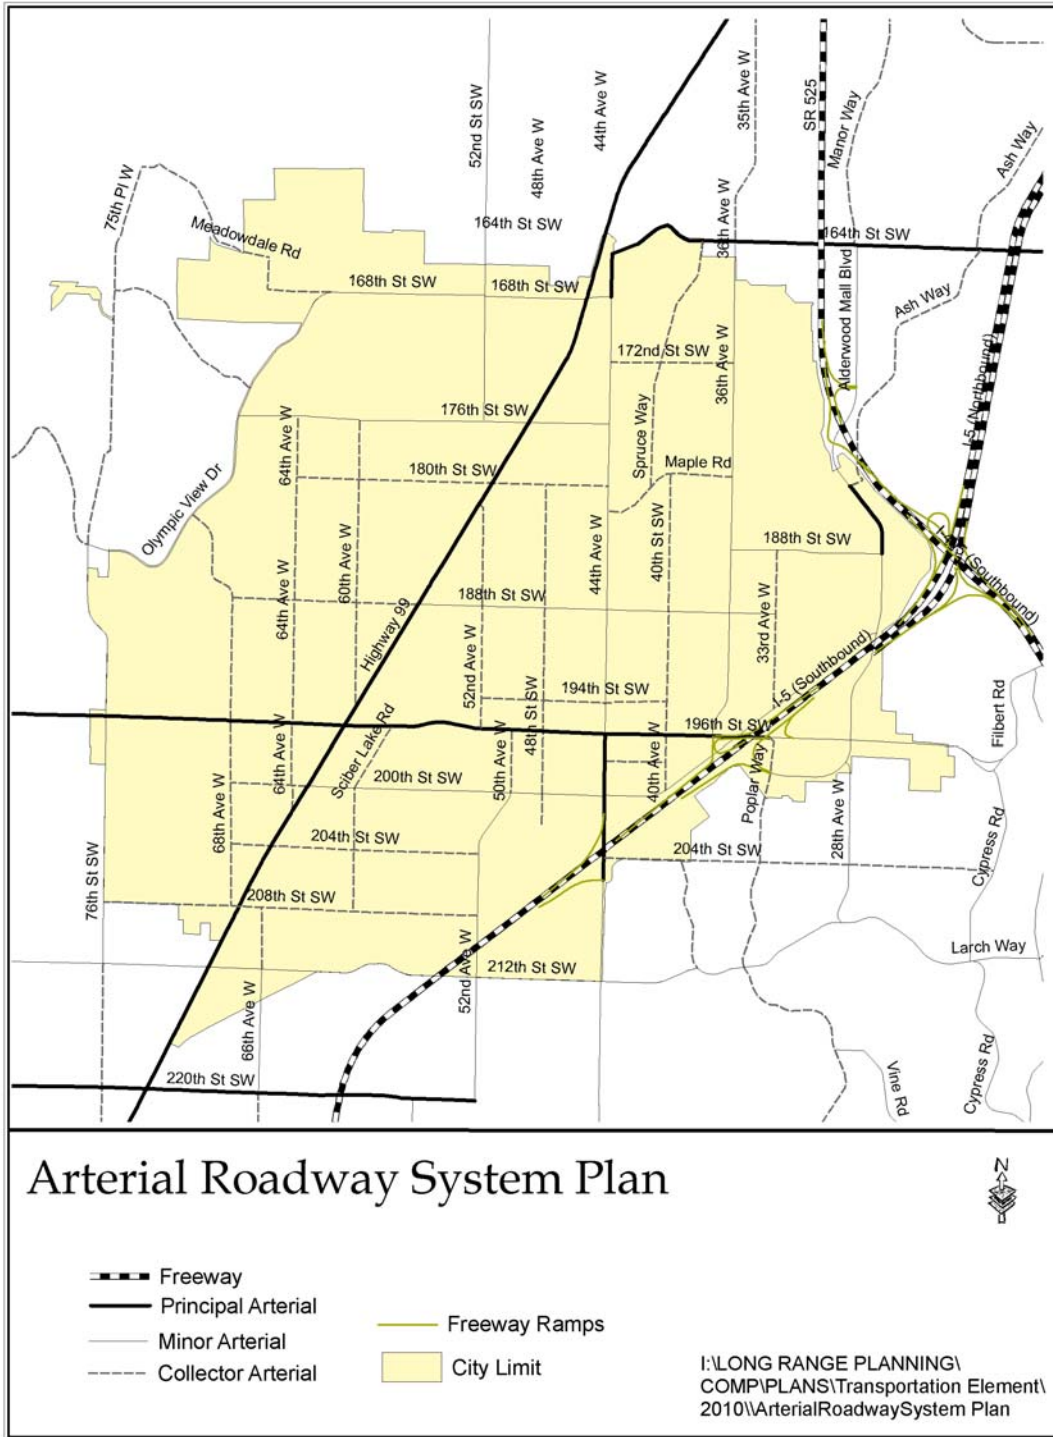 52nd St SW
48th Ave W
44th Ave W
35th Ave W
SR 525
Manor Way
Ash Way
75th Pl W
Meadowdale Rd
164th St SW
36th Ave W
164th St SW
168th St SW
168th St SW
Alderwood Mall Blvd
Ash Way
172nd St SW
36th Ave W
I-5 (Northbound)
64th Ave W
176th St SW
Spruce Way
Maple Rd
180th St SW
Olympic View Dr
60th Ave W
44th Ave W
40th St SW
188th St SW
64th Ave W
188th St SW
33rd Ave W
(Southbound)
Highway 99
52nd Ave W
194th St SW
I-5 (Southbound)
Filbert Rd
64th Ave W
Sciber Lake Rd
50th Ave W
48th St SW
196th St SW
200th St SW
40th Ave W
Poplar Way
68th Ave W
28th Ave W
Cypress Rd
204th St SW
204th St SW
76th St SW
208th St SW
52nd Ave W
212th St SW
Larch Way
66th Ave W
220th St SW
Vine Rd
Cypress Rd
Arterial Roadway System Plan
N
Freeway
Principal Arterial
Minor Arterial
Collector Arterial
Freeway Ramps
City Limit
I:\LONG RANGE PLANNING\
COMP\PLANS\Transportation Element\
2010\\ArterialRoadwaySystem Plan